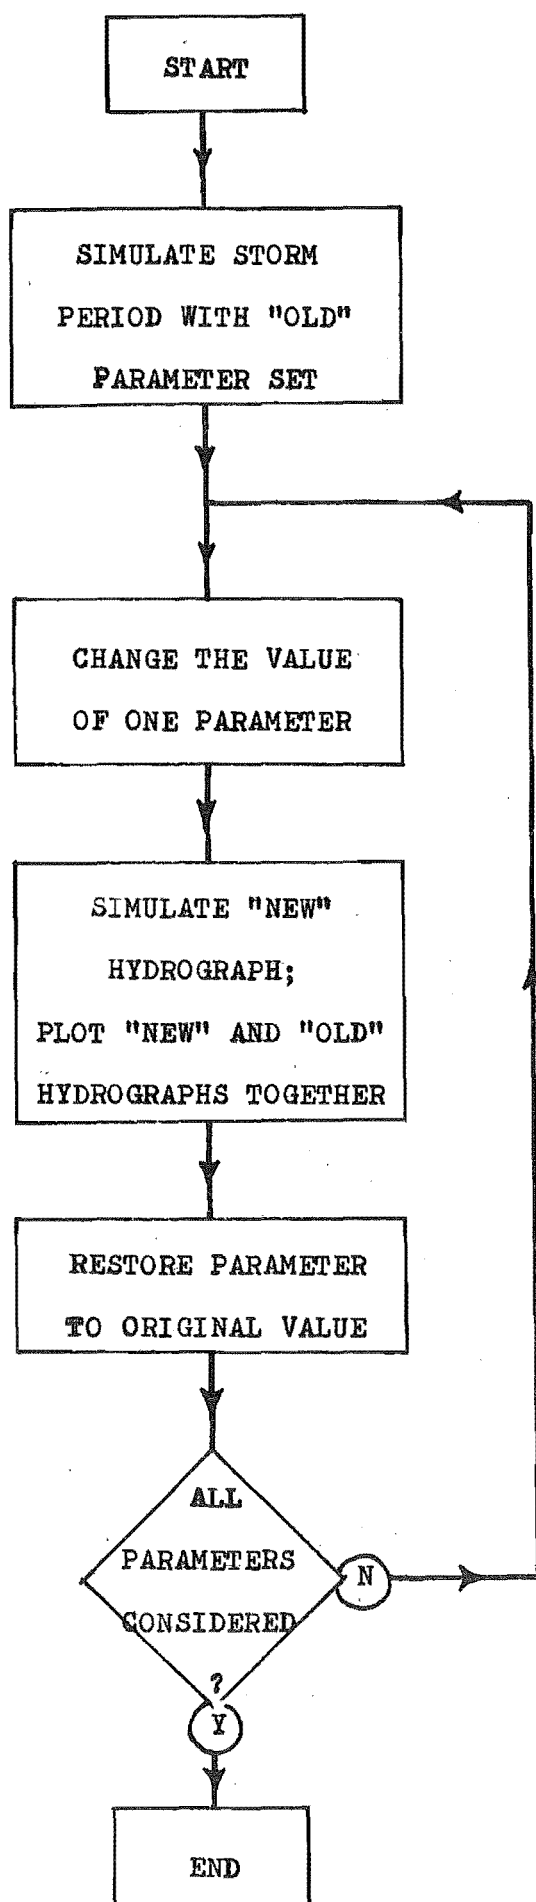 START
SIMULATE STORM
PERIOD WITH "OLD"
PARAMETER SET
CHANGE THE VALUE
OF ONE PARAMETER
SIMULATE "NEW"
HYDROGRAPH;
PLOT "NEW" AND "OLD"
HYDROGRAPHS TOGETHER
RESTORE PARAMETER
TO ORIGINAL VALUE
ALL
PARAMETERS
N
CONSIDERED
?
Y
END